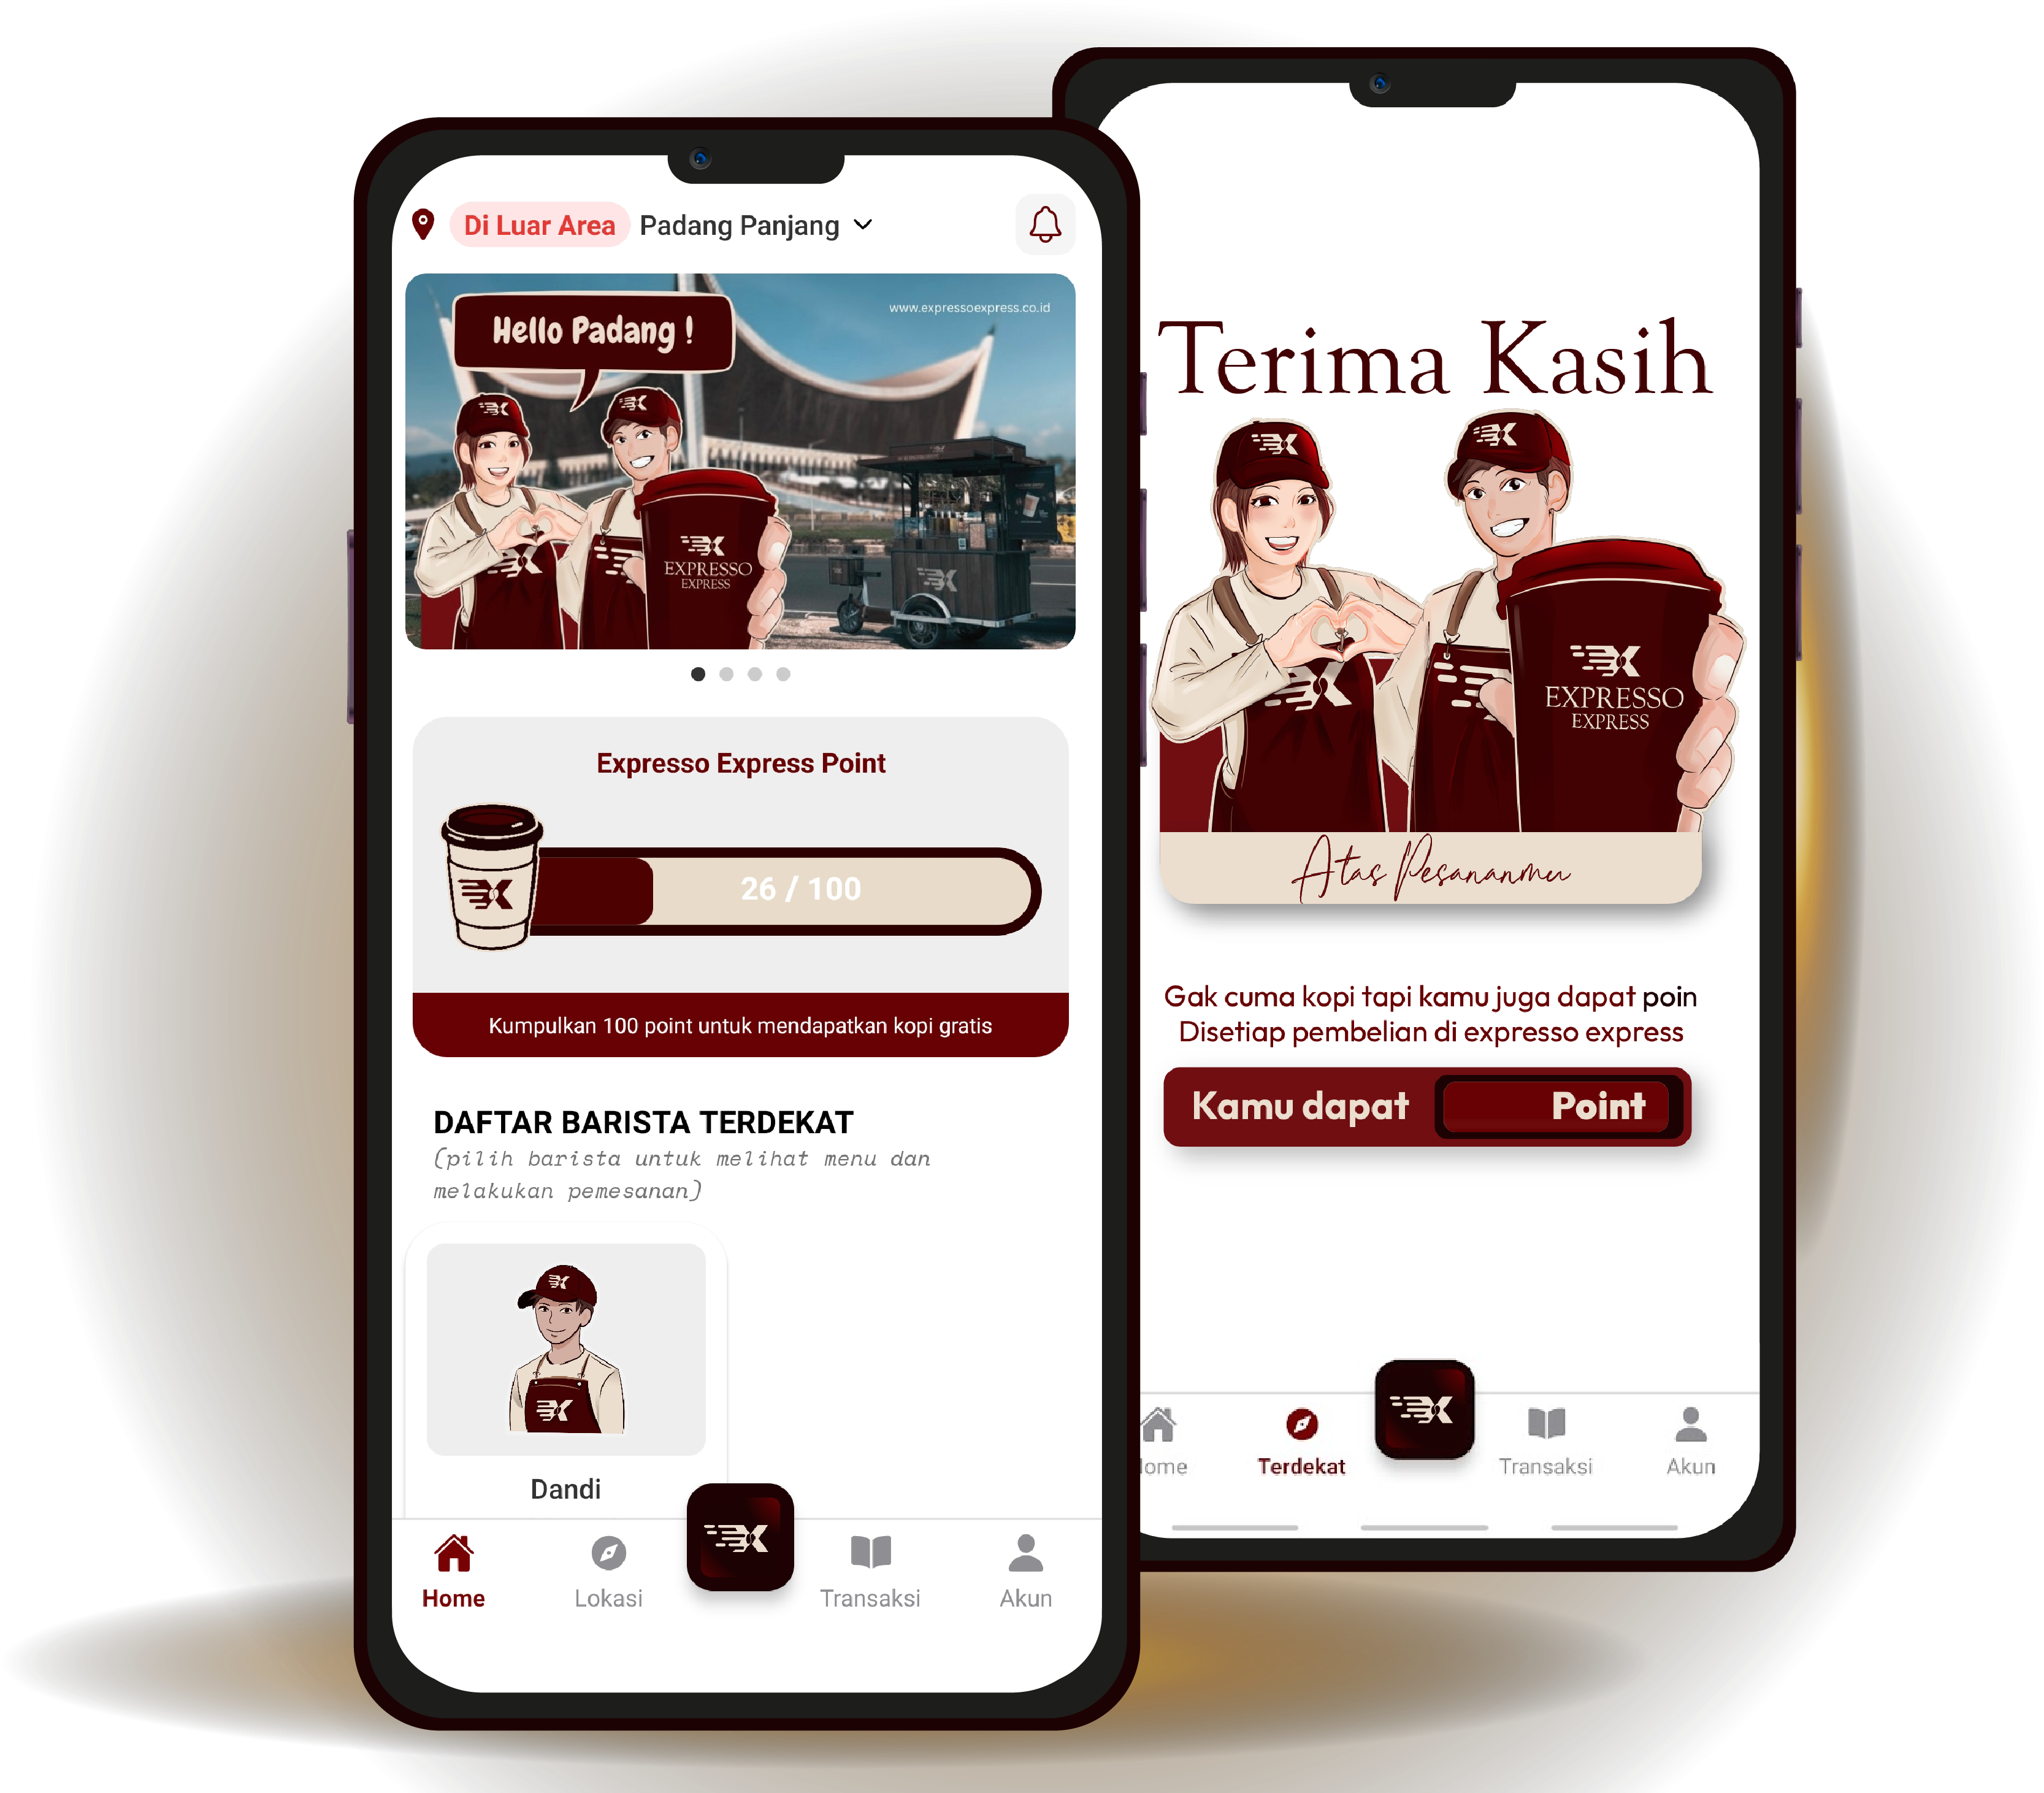 Di Luar Area Padang Panjang
Hello Padang !
www.expressoexpress.co.id
EXPRESSO
EXPRESS
Expresso Express Point
26 / 100
Kumpulkan 100 point untuk mendapatkan kopi gratis
DAFTAR BARISTA TERDEKAT
(pilih barista untuk melihat menu dan
melakukan pemesanan)
Dandi
Home Lokasi Transaksi Akun
Terima Kasih
EXPRESSO
EXPRESS
Atas Pesananmu
Gak cuma kopi tapi kamu juga dapat poin
Disetiap pembelian di expresso express
Kamu dapat Point
ome Terdekat Transaksi Akun